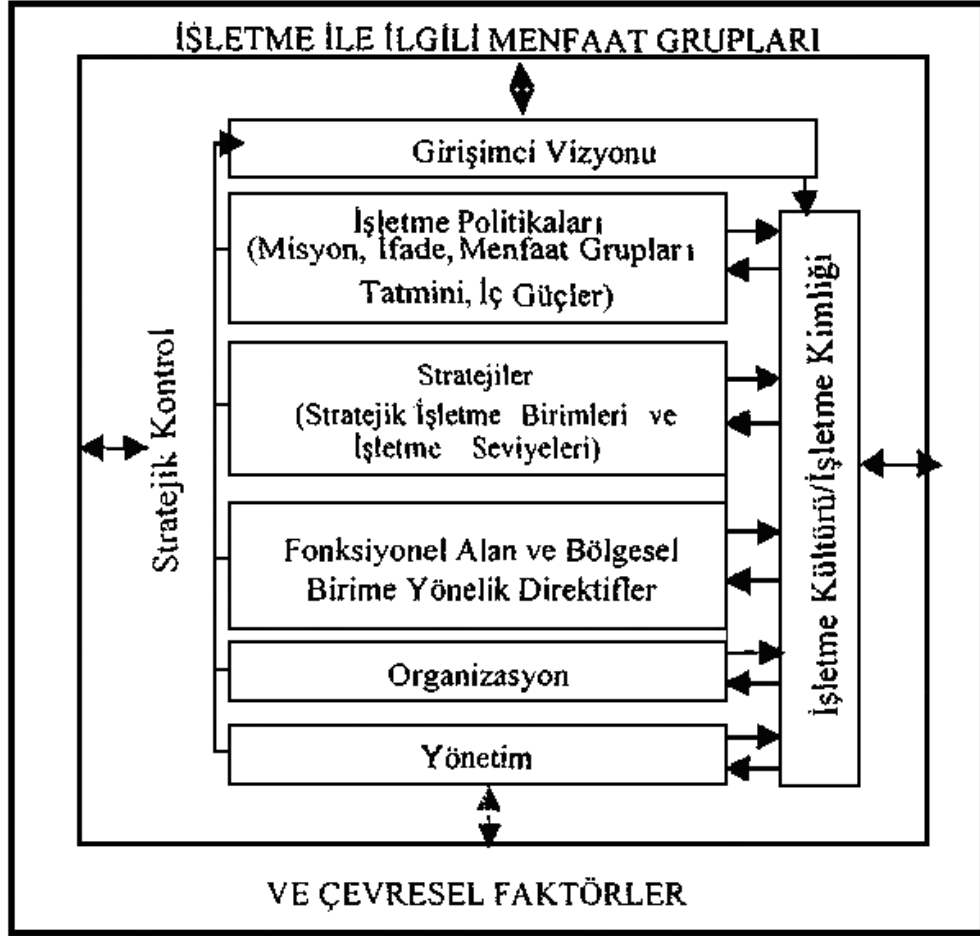 İŞLETME İLE İLGİLİ MENFAAT GRUPLARI
Girişimci Vizyonu
İşletme Politikaları
(Misyon, İfade, Menfaat Grupları
Tatmini, İç Güçler)
Stratejiler
(Stratejik İşletme Birimleri ve
İşletme Seviyeleri)
Fonksiyonel Alan ve Bölgesel
Birime Yönelik Direktifler
Organizasyon
Yönetim
Stratejik Kontrol
İşletme Kültürü/İşletme Kimliği
VE ÇEVRESEL FAKTÖRLER